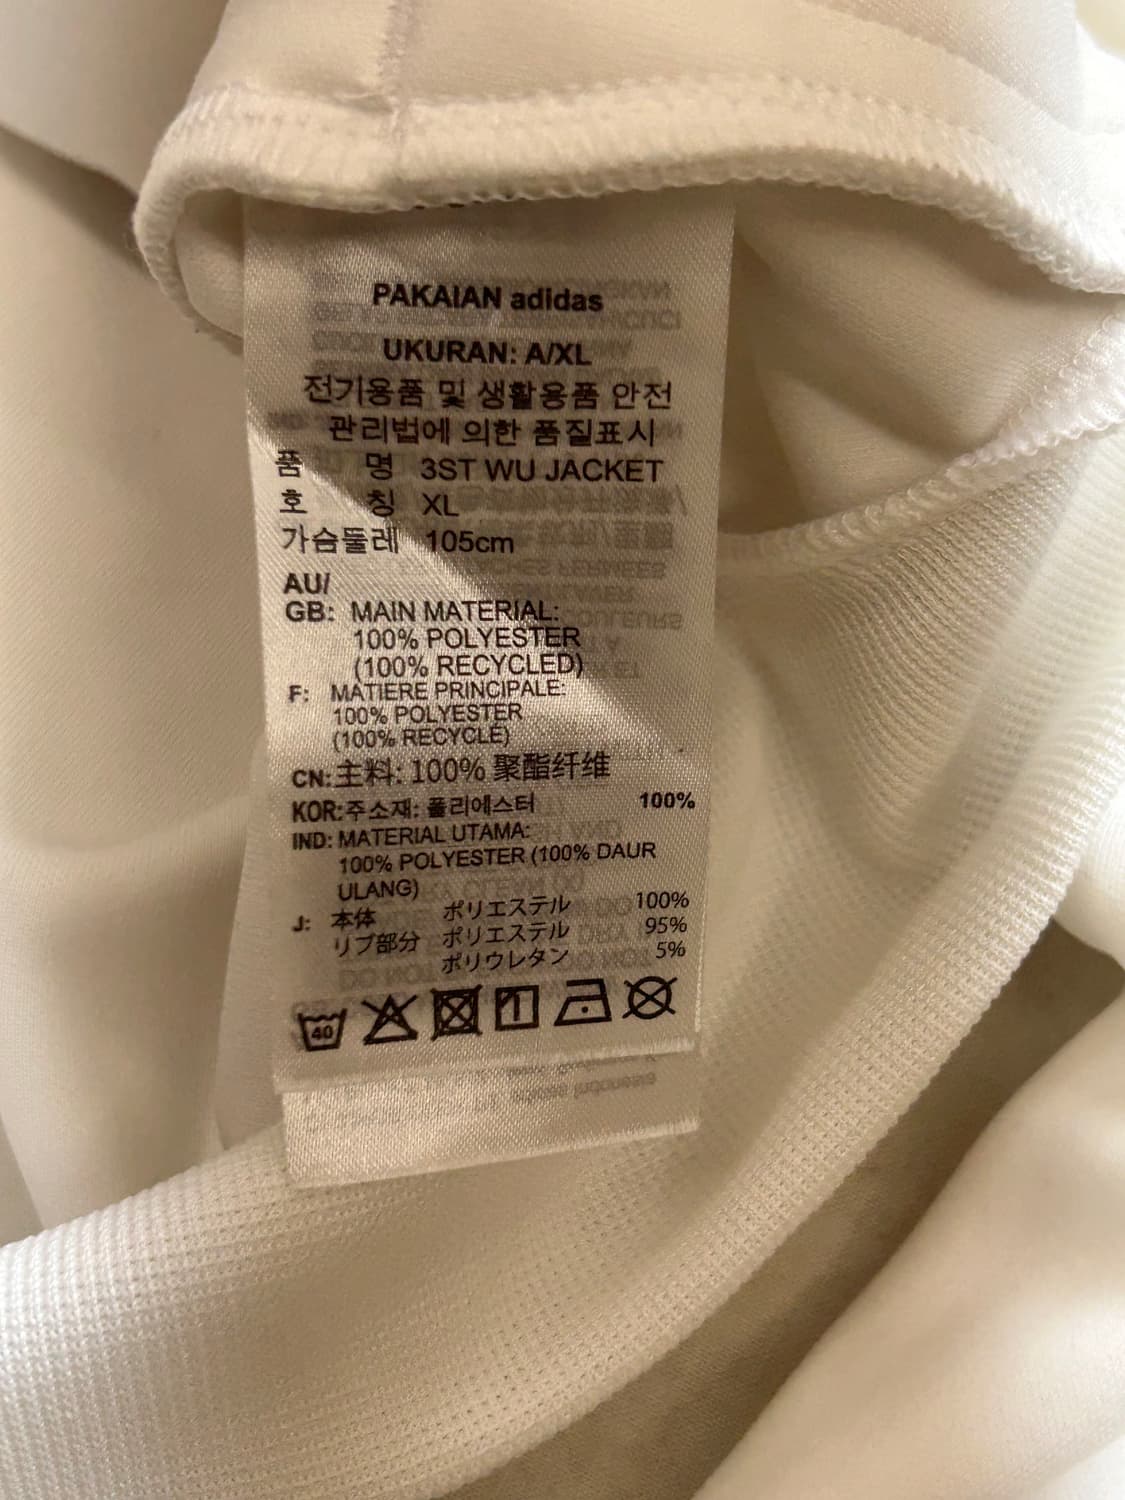 PAKAIAN adidas
UKURAN: A/XL
전기용품 및 생활용품 안전
관리법에 의한 품질표시
품 명 3ST WU JACKET
호 칭 XL
가슴둘레 105cm
AU/
GB: MAIN MATERIAL:
100% POLYESTER
(100% RECYCLED)
F: MATIERE PRINCIPALE:
100% POLYESTER
(100% RECYCLÉ)
CN: 主料: 100% 聚酯纤维
KOR: 주소재: 폴리에스터 100%
IND: MATERIAL UTAMA:
100% POLYESTER (100% DAUR
ULANG)
J: 本体 ポリエステル 100%
リブ部分 ポリエステル 95%
ポリウレタン 5%
40
adidas Indonesia